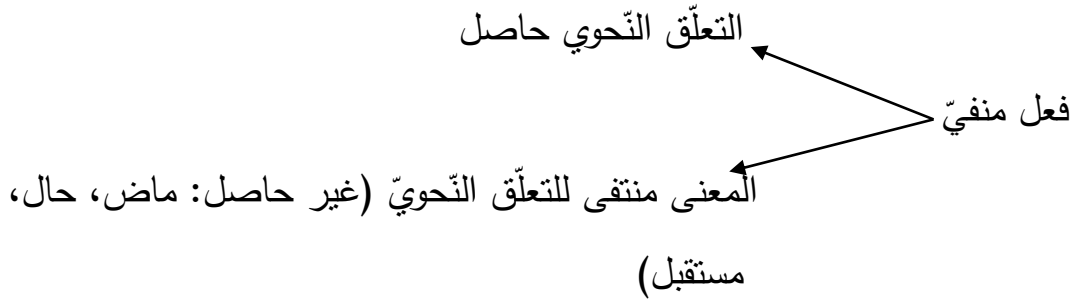 التعلّق النّحوي حاصل
فعل منفيّ
المعنى منتفى للتعلّق النّحويّ (غير حاصل: ماض، حال،
مستقبل)